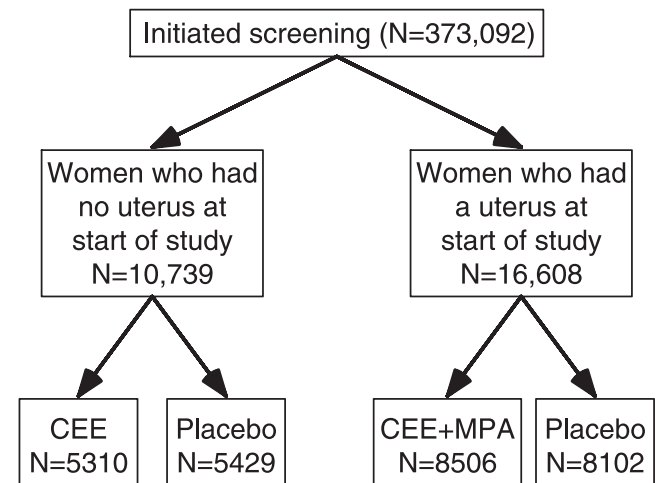 Initiated screening (N=373,092)
Women who had
no uterus at
start of study
N=10,739
Women who had
a uterus at
start of study
N=16,608
CEE
N=5310
Placebo
N=5429
CEE+MPA
N=8506
Placebo
N=8102